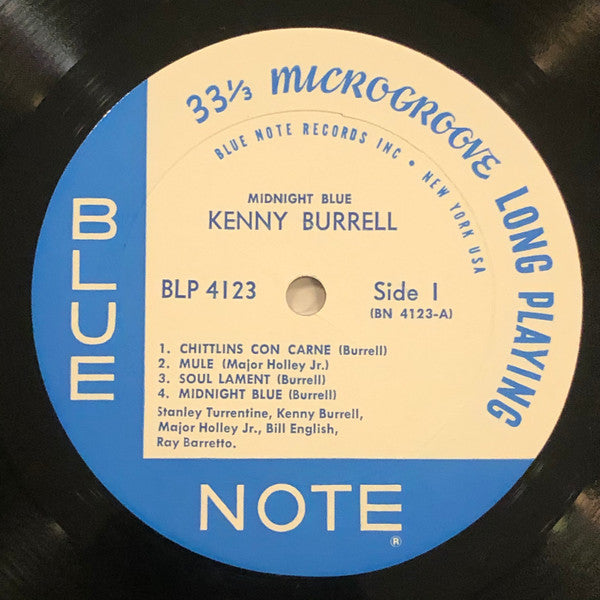 33⅓ MICROGROOVE LONG PLAYING
BLUE NOTE RECORDS INC • NEW YORK USA
MIDNIGHT BLUE
KENNY BURRELL
BLP 4123
Side 1
(BN 4123-A)
1. CHITTLINS CON CARNE (Burrell)
2. MULE (Major Holley Jr.)
3. SOUL LAMENT (Burrell)
4. MIDNIGHT BLUE (Burrell)
Stanley Turrentine, Kenny Burrell,
Major Holley Jr., Bill English,
Ray Barretto.
BLUE
NOTE
®